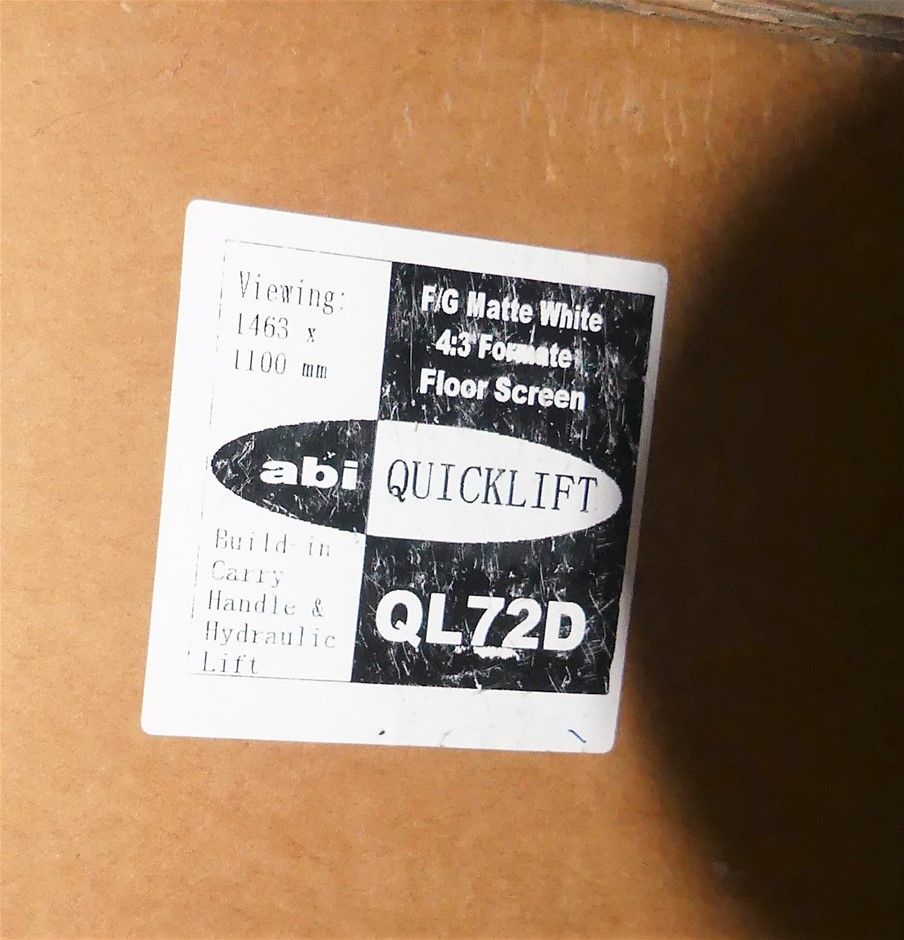 Viewing:
1463 x
1100 mm
F/G Matte White
4:3 Formate
Floor Screen
abi QUICKLIFT
Build-in
Carry
Handle &
Hydraulic
Lift
QL72D